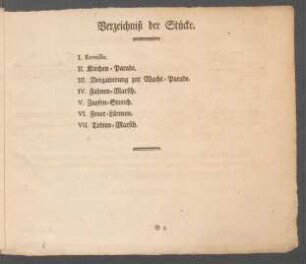 Verzeichniß der Stücke.
I. Reveille.
II. Kirchen-Parade.
III. Vergatterung zur Wacht-Parade.
IV. Fahnen-Marsch.
V. Zapfen-Streich.
VI. Feuer-Lärmen.
VII. Todten-Marsch.